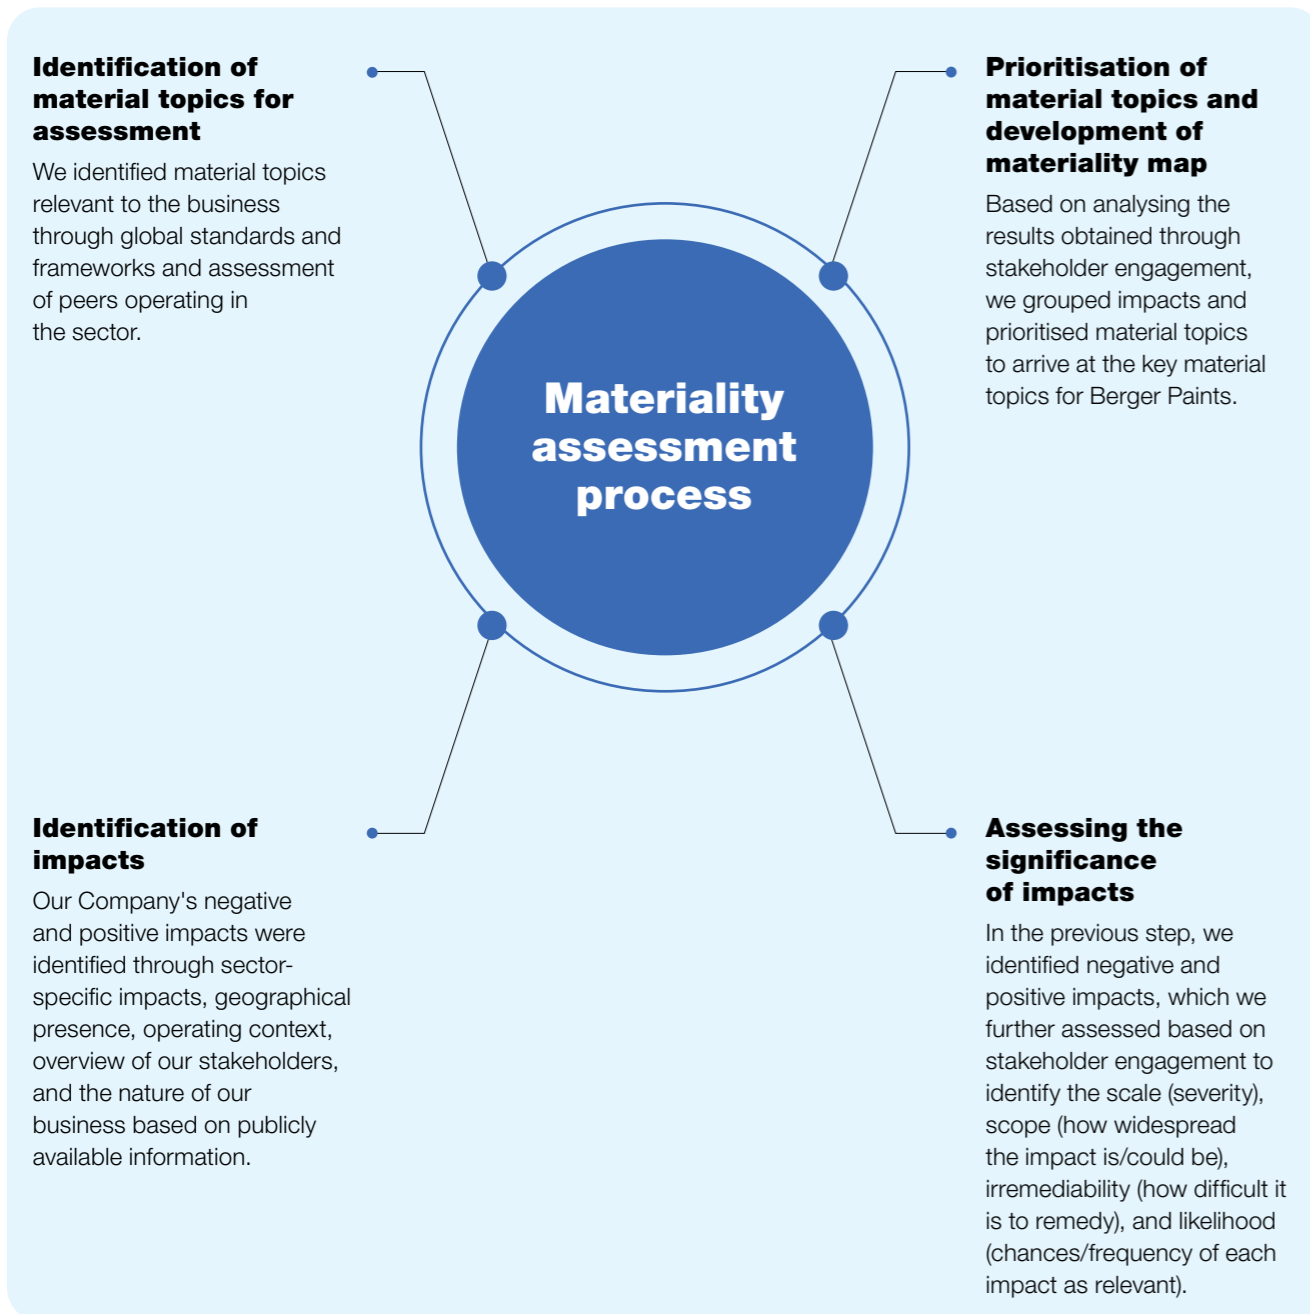 Identification of
material topics for
assessment
We identified material topics
relevant to the business
through global standards and
frameworks and assessment
of peers operating in
the sector.
Prioritisation of
material topics and
development of
materiality map
Based on analysing the
results obtained through
stakeholder engagement,
we grouped impacts and
prioritised material topics
to arrive at the key material
topics for Berger Paints.
Materiality
assessment
process
Identification of
impacts
Our Company's negative
and positive impacts were
identified through sector-
specific impacts, geographical
presence, operating context,
overview of our stakeholders,
and the nature of our
business based on publicly
available information.
Assessing the
significance
of impacts
In the previous step, we
identified negative and
positive impacts, which we
further assessed based on
stakeholder engagement to
identify the scale (severity),
scope (how widespread
the impact is/could be),
irremediability (how difficult it
is to remedy), and likelihood
(chances/frequency of each
impact as relevant).